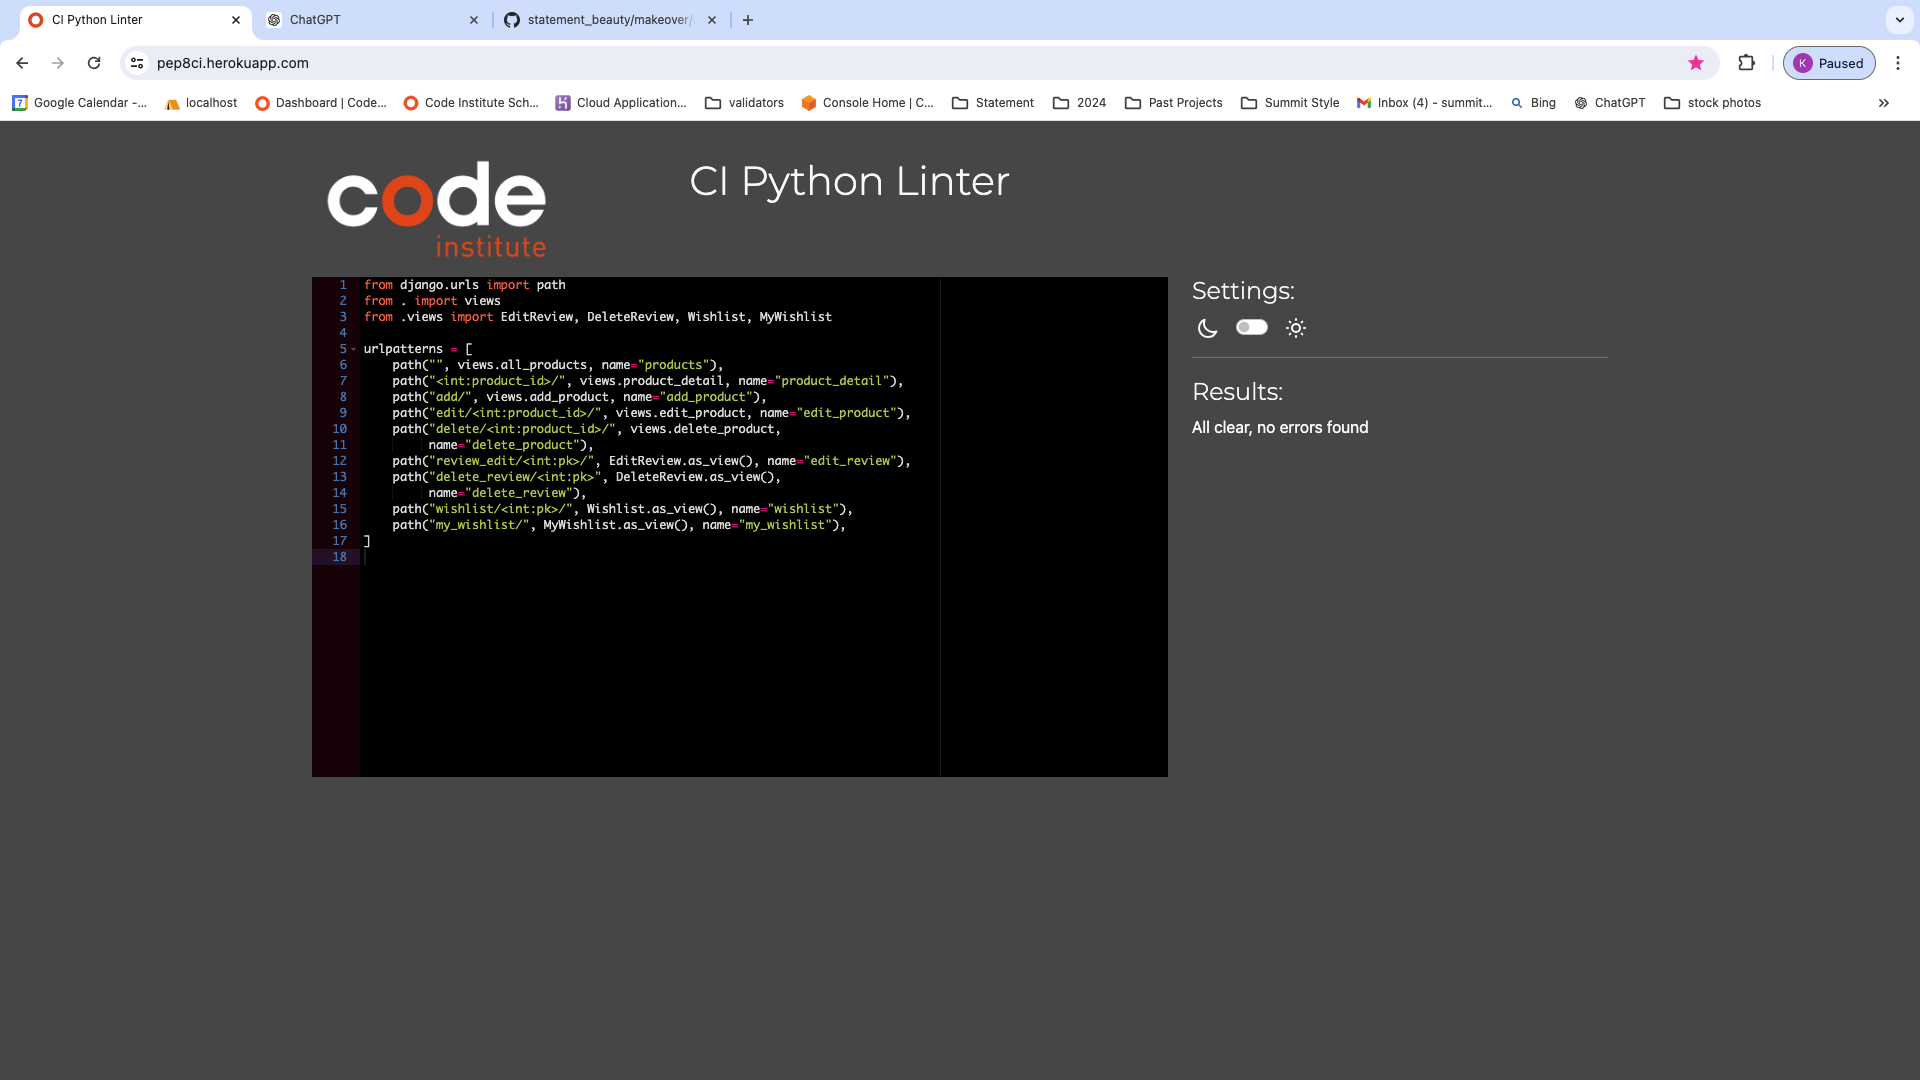 CI Python Linter
ChatGPT
statement_beauty/makeover/
pep8ci.herokuapp.com
K Paused
7 Google Calendar -...
localhost
Dashboard | Code...
Code Institute Sch...
Cloud Application...
validators
Console Home | C...
Statement
2024
Past Projects
Summit Style
Inbox (4) - summit...
Bing
ChatGPT
stock photos
code
institute
CI Python Linter
1 from django.urls import path
2 from . import views
3 from .views import EditReview, DeleteReview, Wishlist, MyWishlist
4
5 urlpatterns = [
6     path("", views.all_products, name="products"),
7     path("<int:product_id>/", views.product_detail, name="product_detail"),
8     path("add/", views.add_product, name="add_product"),
9     path("edit/<int:product_id>/", views.edit_product, name="edit_product"),
10     path("delete/<int:product_id>/", views.delete_product,
11          name="delete_product"),
12     path("review_edit/<int:pk>/", EditReview.as_view(), name="edit_review"),
13     path("delete_review/<int:pk>", DeleteReview.as_view(),
14          name="delete_review"),
15     path("wishlist/<int:pk>/", Wishlist.as_view(), name="wishlist"),
16     path("my_wishlist/", MyWishlist.as_view(), name="my_wishlist"),
17 ]
18
Settings:
Results:
All clear, no errors found